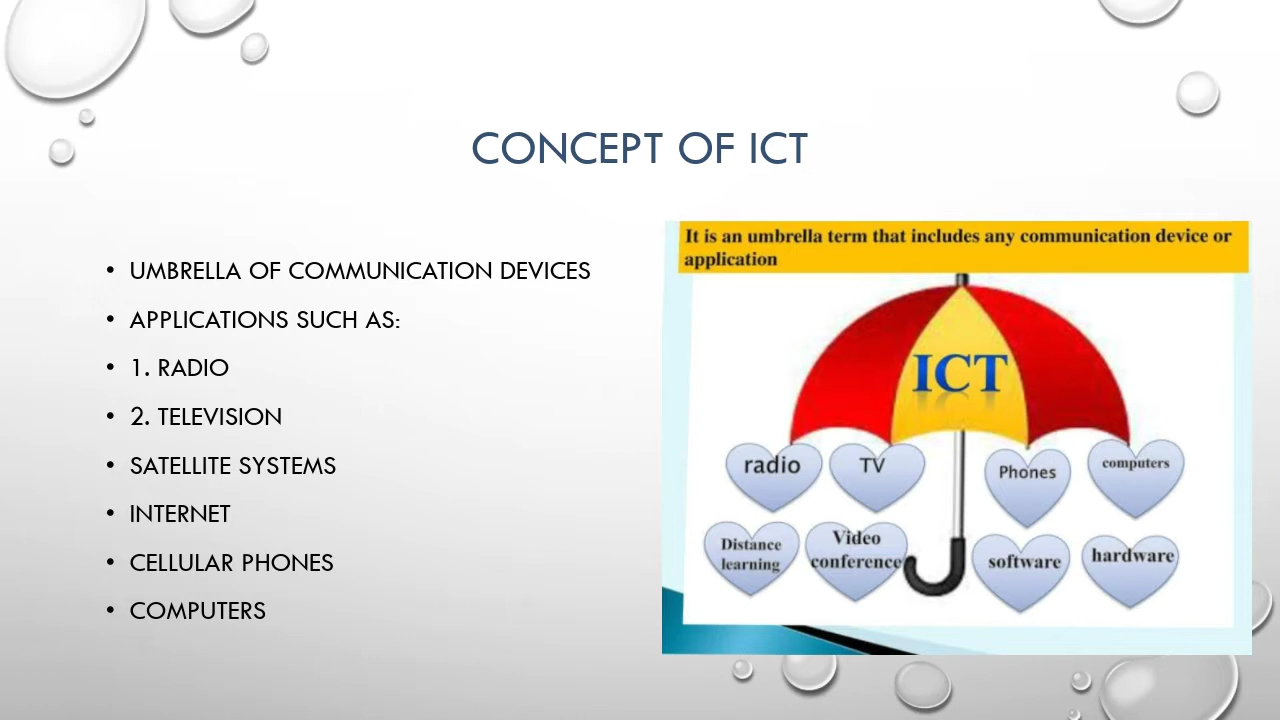 CONCEPT OF ICT
• UMBRELLA OF COMMUNICATION DEVICES
• APPLICATIONS SUCH AS:
• 1. RADIO
• 2. TELEVISION
• SATELLITE SYSTEMS
• INTERNET
• CELLULAR PHONES
• COMPUTERS
It is an umbrella term that includes any communication device or
application
ICT
radio
TV
Phones
computers
Distance
learning
Video
conference
software
hardware